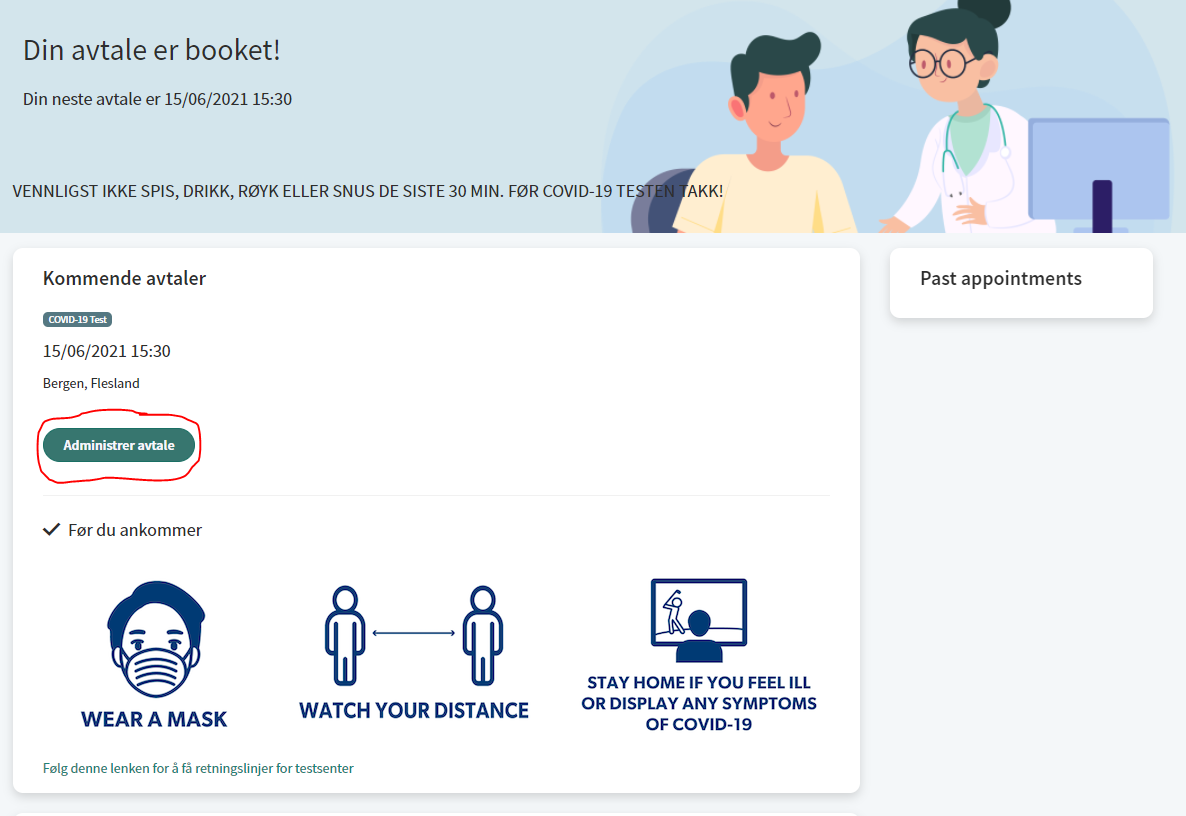 Din avtale er booket!
Din neste avtale er 15/06/2021 15:30
VENNLIGST IKKE SPIS, DRIKK, RØYK ELLER SNUS DE SISTE 30 MIN. FØR COVID-19 TESTEN TAKK!
Kommende avtaler
COVID-19 Test
15/06/2021 15:30
Bergen, Flesland
Administrer avtale
Før du ankommer
WEAR A MASK
WATCH YOUR DISTANCE
STAY HOME IF YOU FEEL ILL
OR DISPLAY ANY SYMPTOMS
OF COVID-19
Følg denne lenken for å få retningslinjer for testsenter
Past appointments